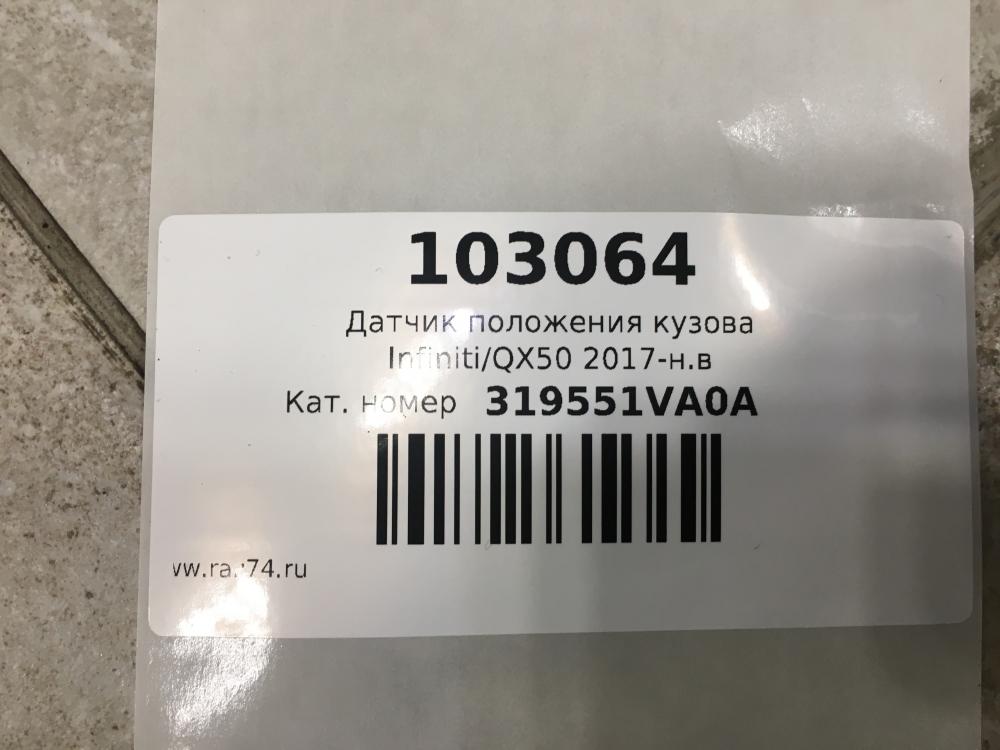 103064
Датчик положения кузова
Infiniti/QX50 2017-н.в
Кат. номер 319551VA0A